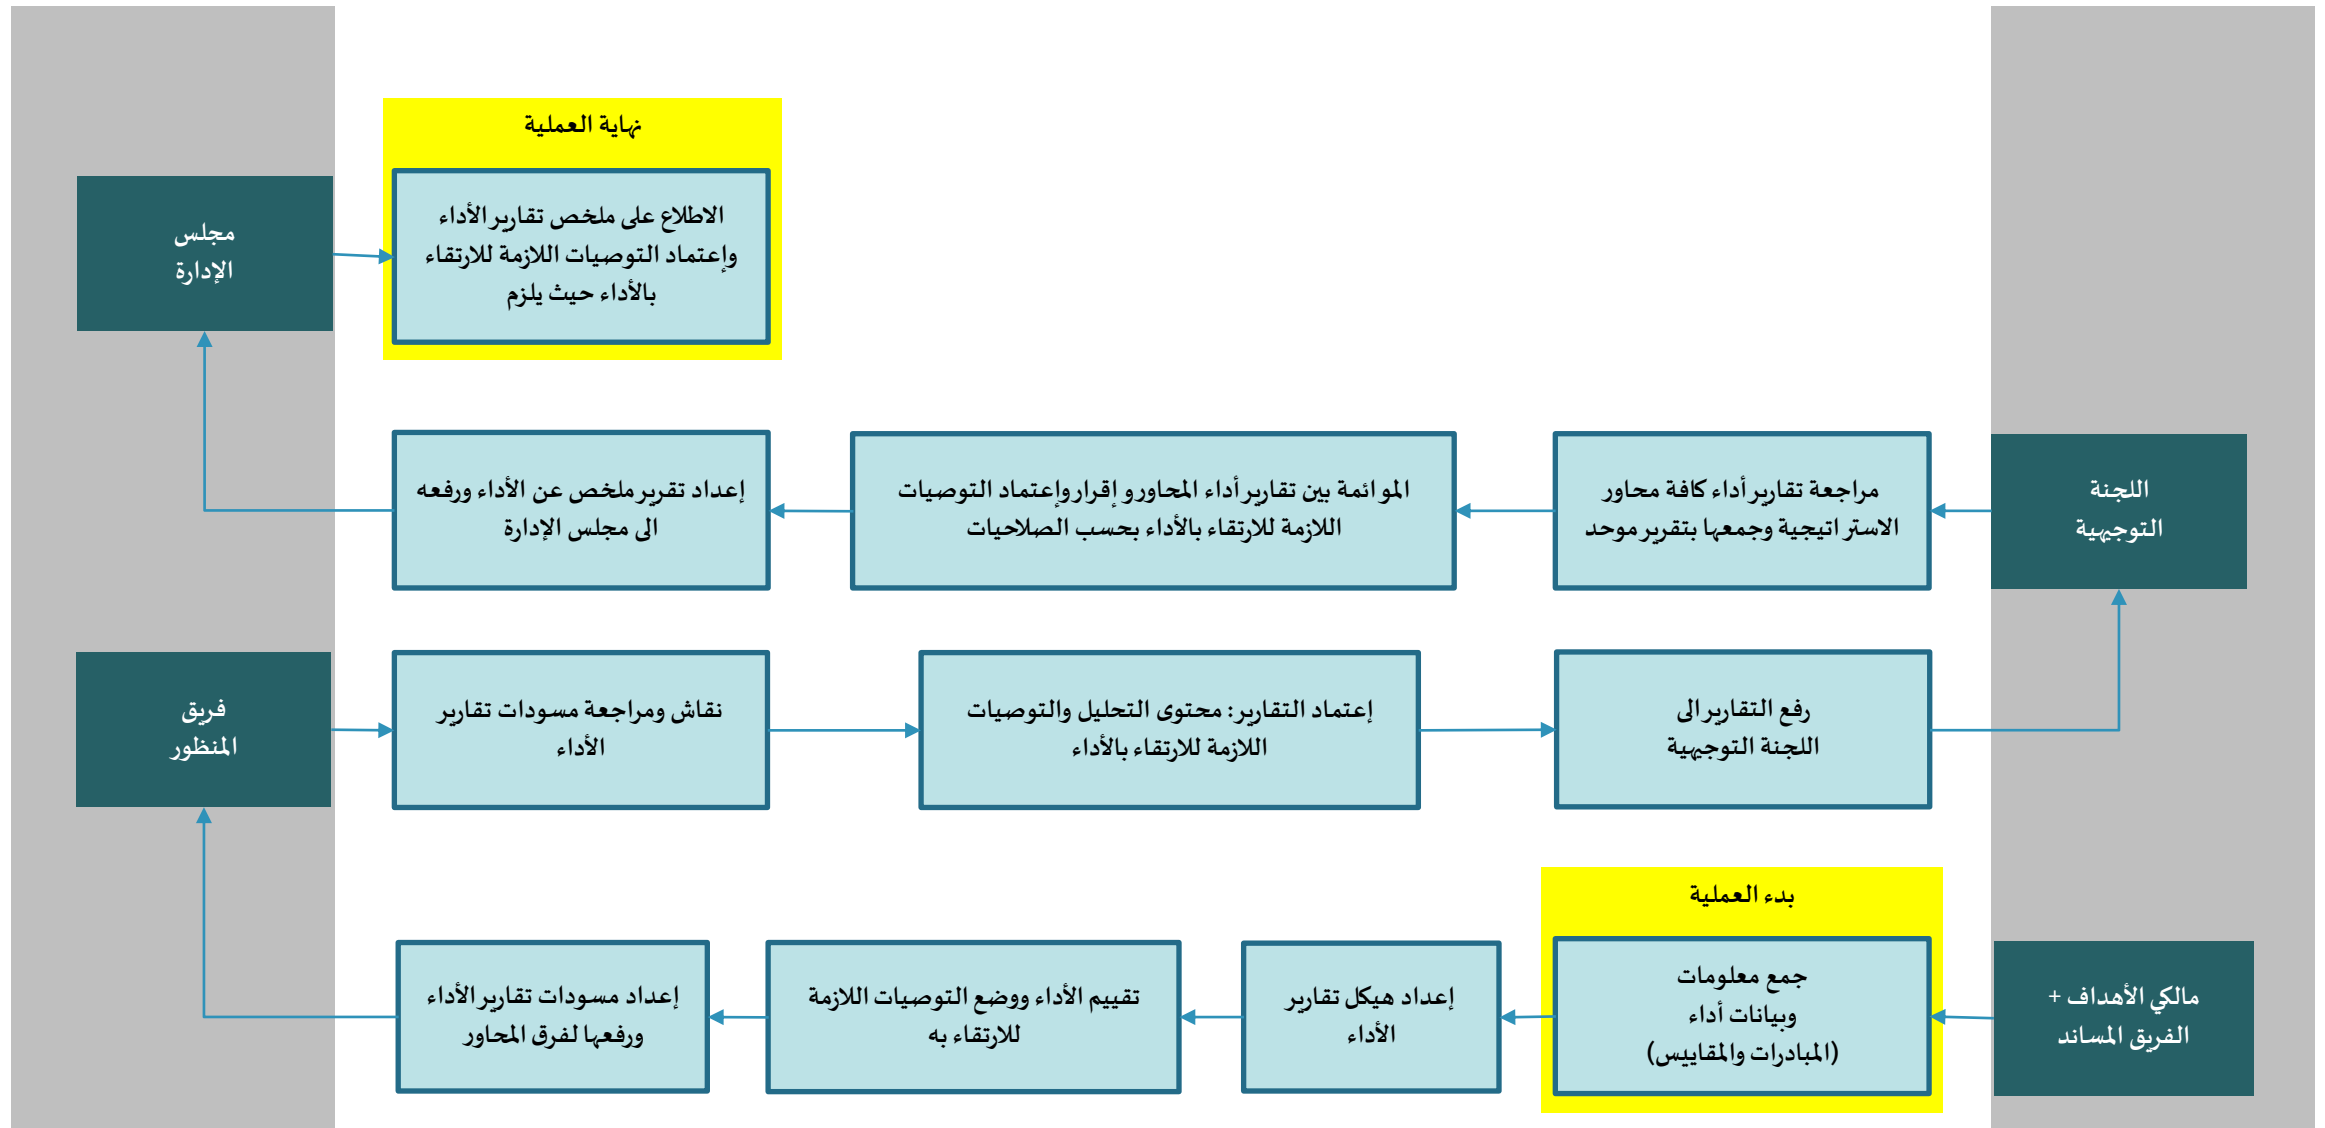 نهاية العملية
مجلس
الإدارة
الاطلاع على ملخص تقارير الأداء
وإعتماد التوصيات اللازمة للارتقاء
بالأداء حيث يلزم
اللجنة
التوجيهية
مراجعة تقارير أداء كافة محاور
الاستراتيجية وجمعها بتقرير موحد
الموائمة بين تقارير أداء المحاور و إقرار وإعتماد التوصيات
اللازمة للارتقاء بالأداء بحسب الصلاحيات
إعداد تقرير ملخص عن الأداء ورفعه
الى مجلس الإدارة
فريق
المنظور
نقاش ومراجعة مسودات تقارير
الأداء
إعتماد التقارير: محتوى التحليل والتوصيات
اللازمة للارتقاء بالأداء
رفع التقارير الى
اللجنة التوجيهية
بدء العملية
مالكي الأهداف +
الفريق المساند
جمع معلومات
وبيانات أداء
(المبادرات والمقاييس)
إعداد هيكل تقارير
الأداء
تقييم الأداء ووضع التوصيات اللازمة
للارتقاء به
إعداد مسودات تقارير الأداء
ورفعها لفرق المحاور